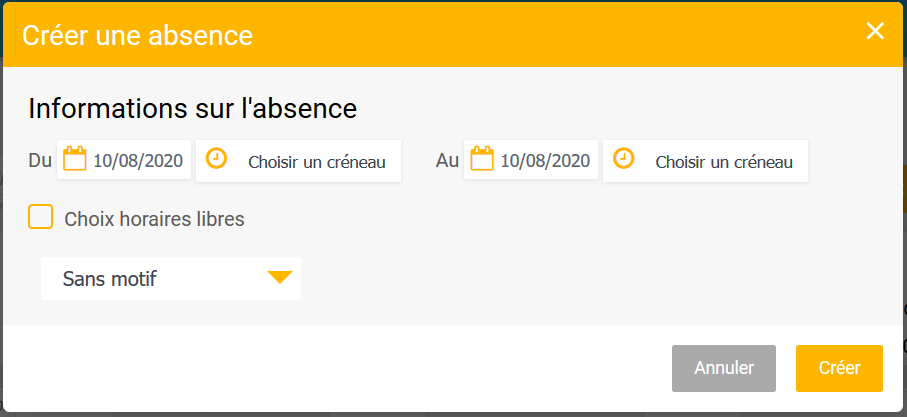 Créer une absence
Informations sur l'absence
Du 10/08/2020 Choisir un créneau Au 10/08/2020 Choisir un créneau
Choix horaires libres
Sans motif
Annuler Créer